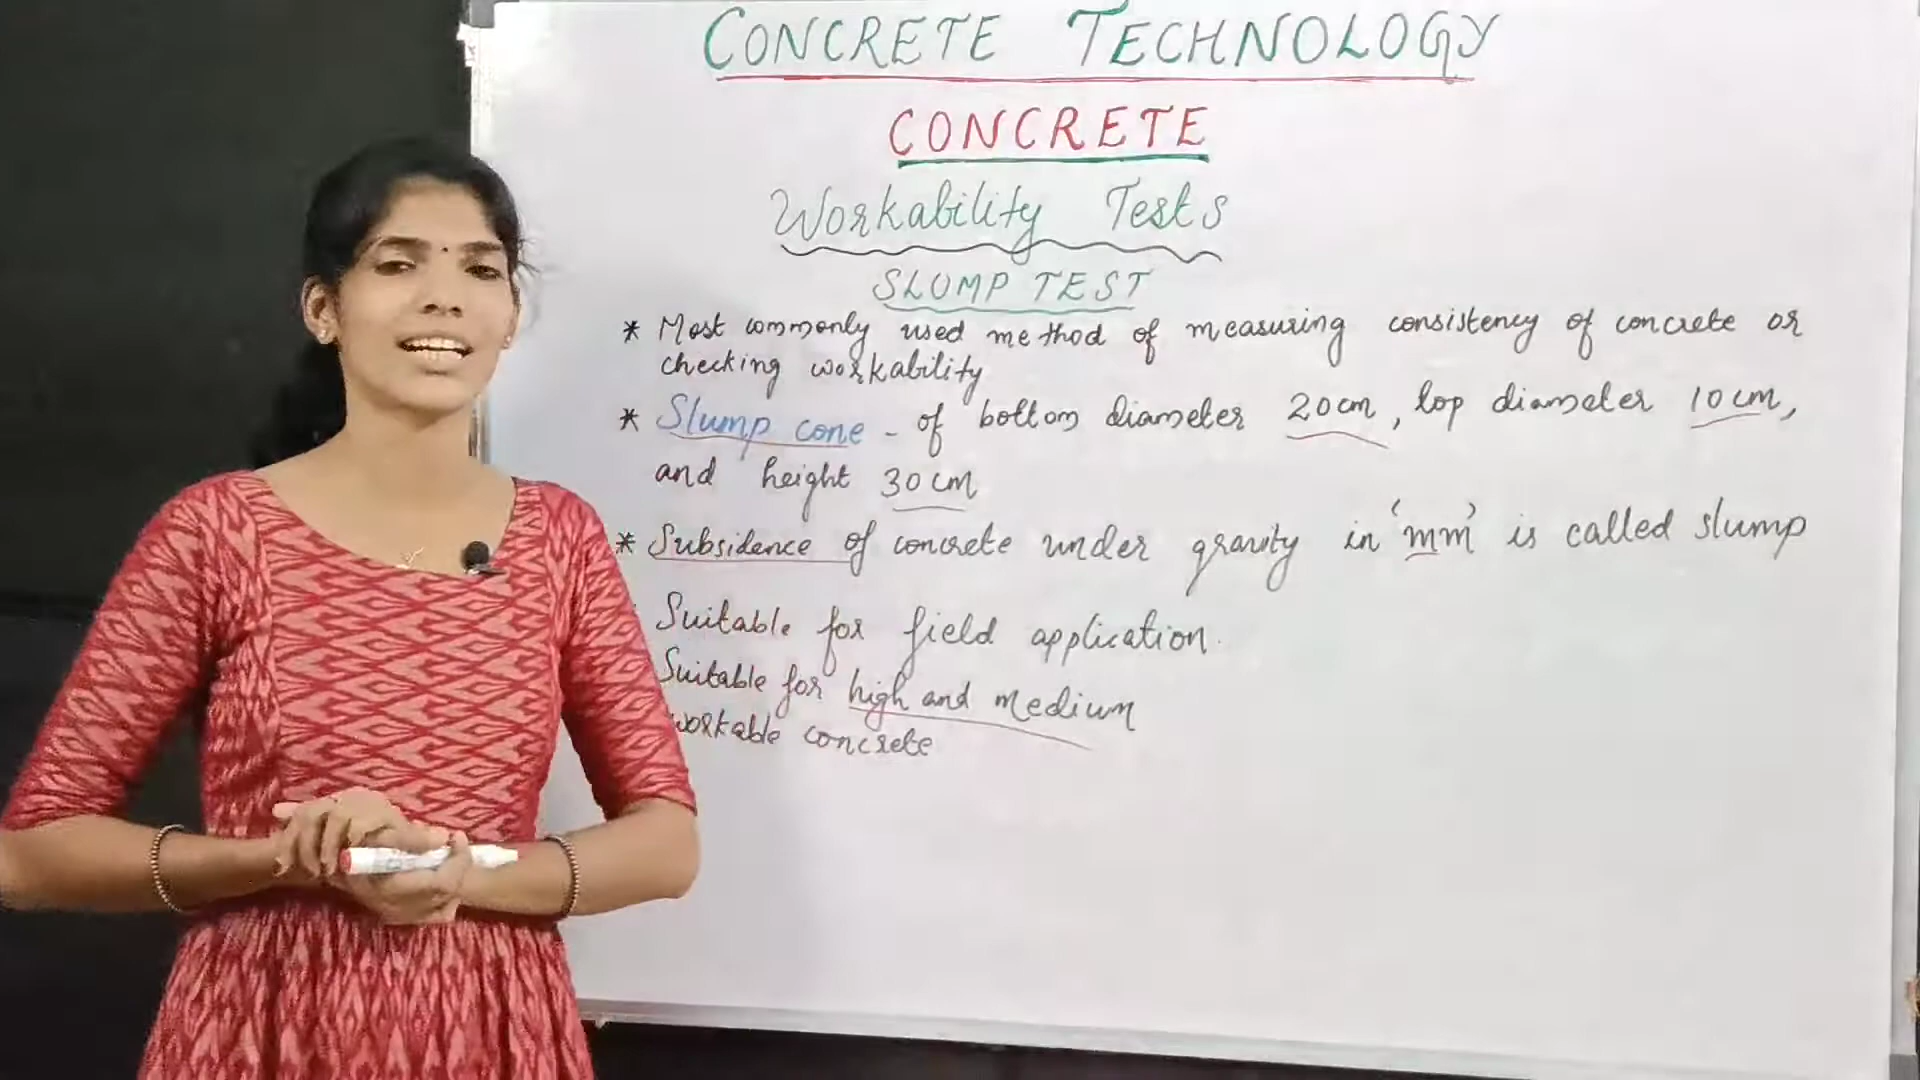 CONCRETE TECHNOLOGY
CONCRETE
Workability Tests
SLUMP TEST
* Most commonly used method of measuring consistency of concrete or
checking workability
* Slump cone - of bottom diameter 20cm, top diameter 10cm,
and height 30cm
* Subsidence of concrete under gravity in 'mm' is called slump
Suitable for field application.
Suitable for high and medium
workable concrete